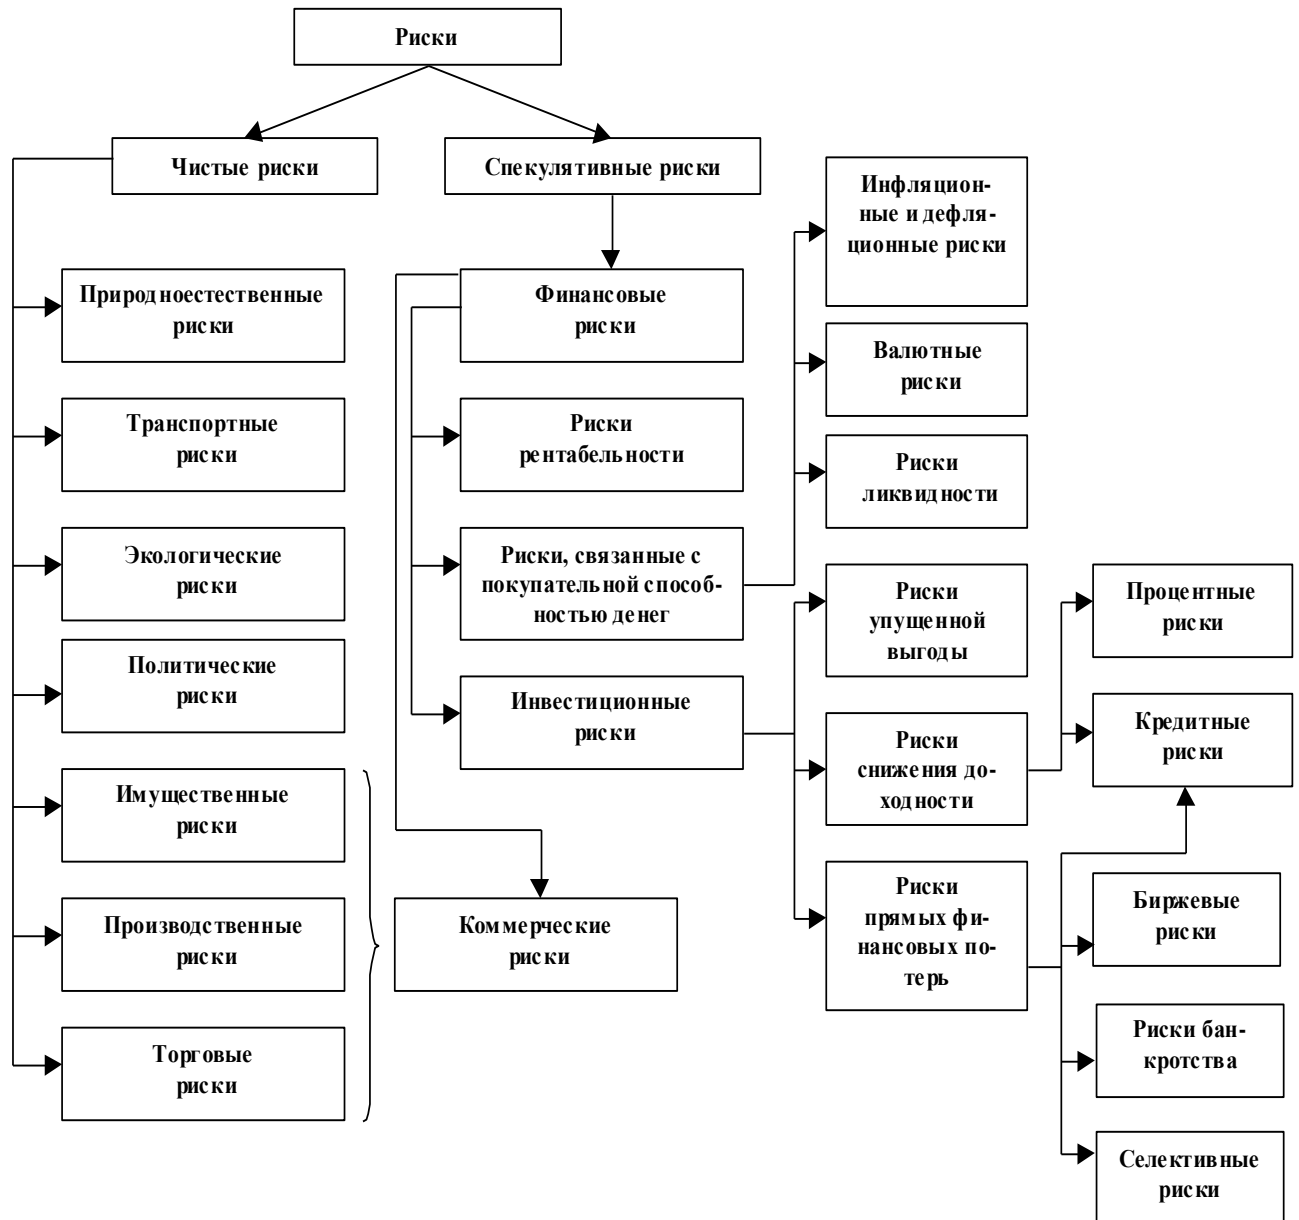 Риски
Чистые риски
Спекулятивные риски
Природноестественные
риски
Транспортные
риски
Экологические
риски
Политические
риски
Имущественные
риски
Производственные
риски
Торговые
риски
Финансовые
риски
Риски
рентабельности
Риски, связанные с
покупательной способ-
ностью денег
Инвестиционные
риски
Коммерческие
риски
Инфляцион-
ные и дефля-
ционные риски
Валютные
риски
Риски
ликвидности
Риски
упущенной
выгоды
Риски
снижения до-
ходности
Риски
прямых фи-
нансовых по-
терь
Процентные
риски
Кредитные
риски
Биржевые
риски
Риски бан-
кротства
Селективные
риски